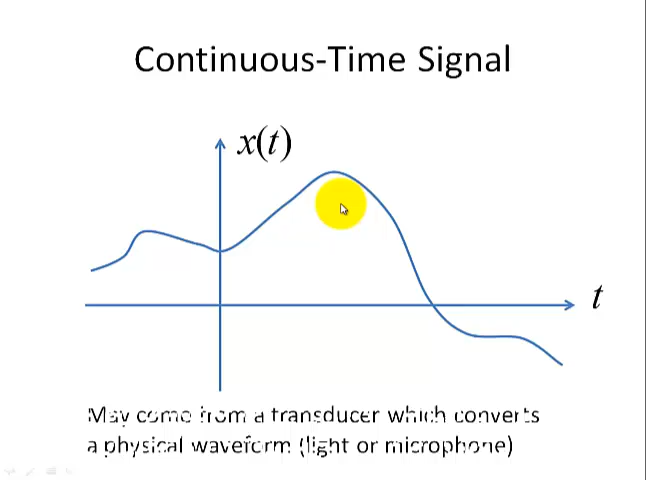 Continuous-Time Signal
x(t)
t
May come from a transducer which converts
a physical waveform (light or microphone)